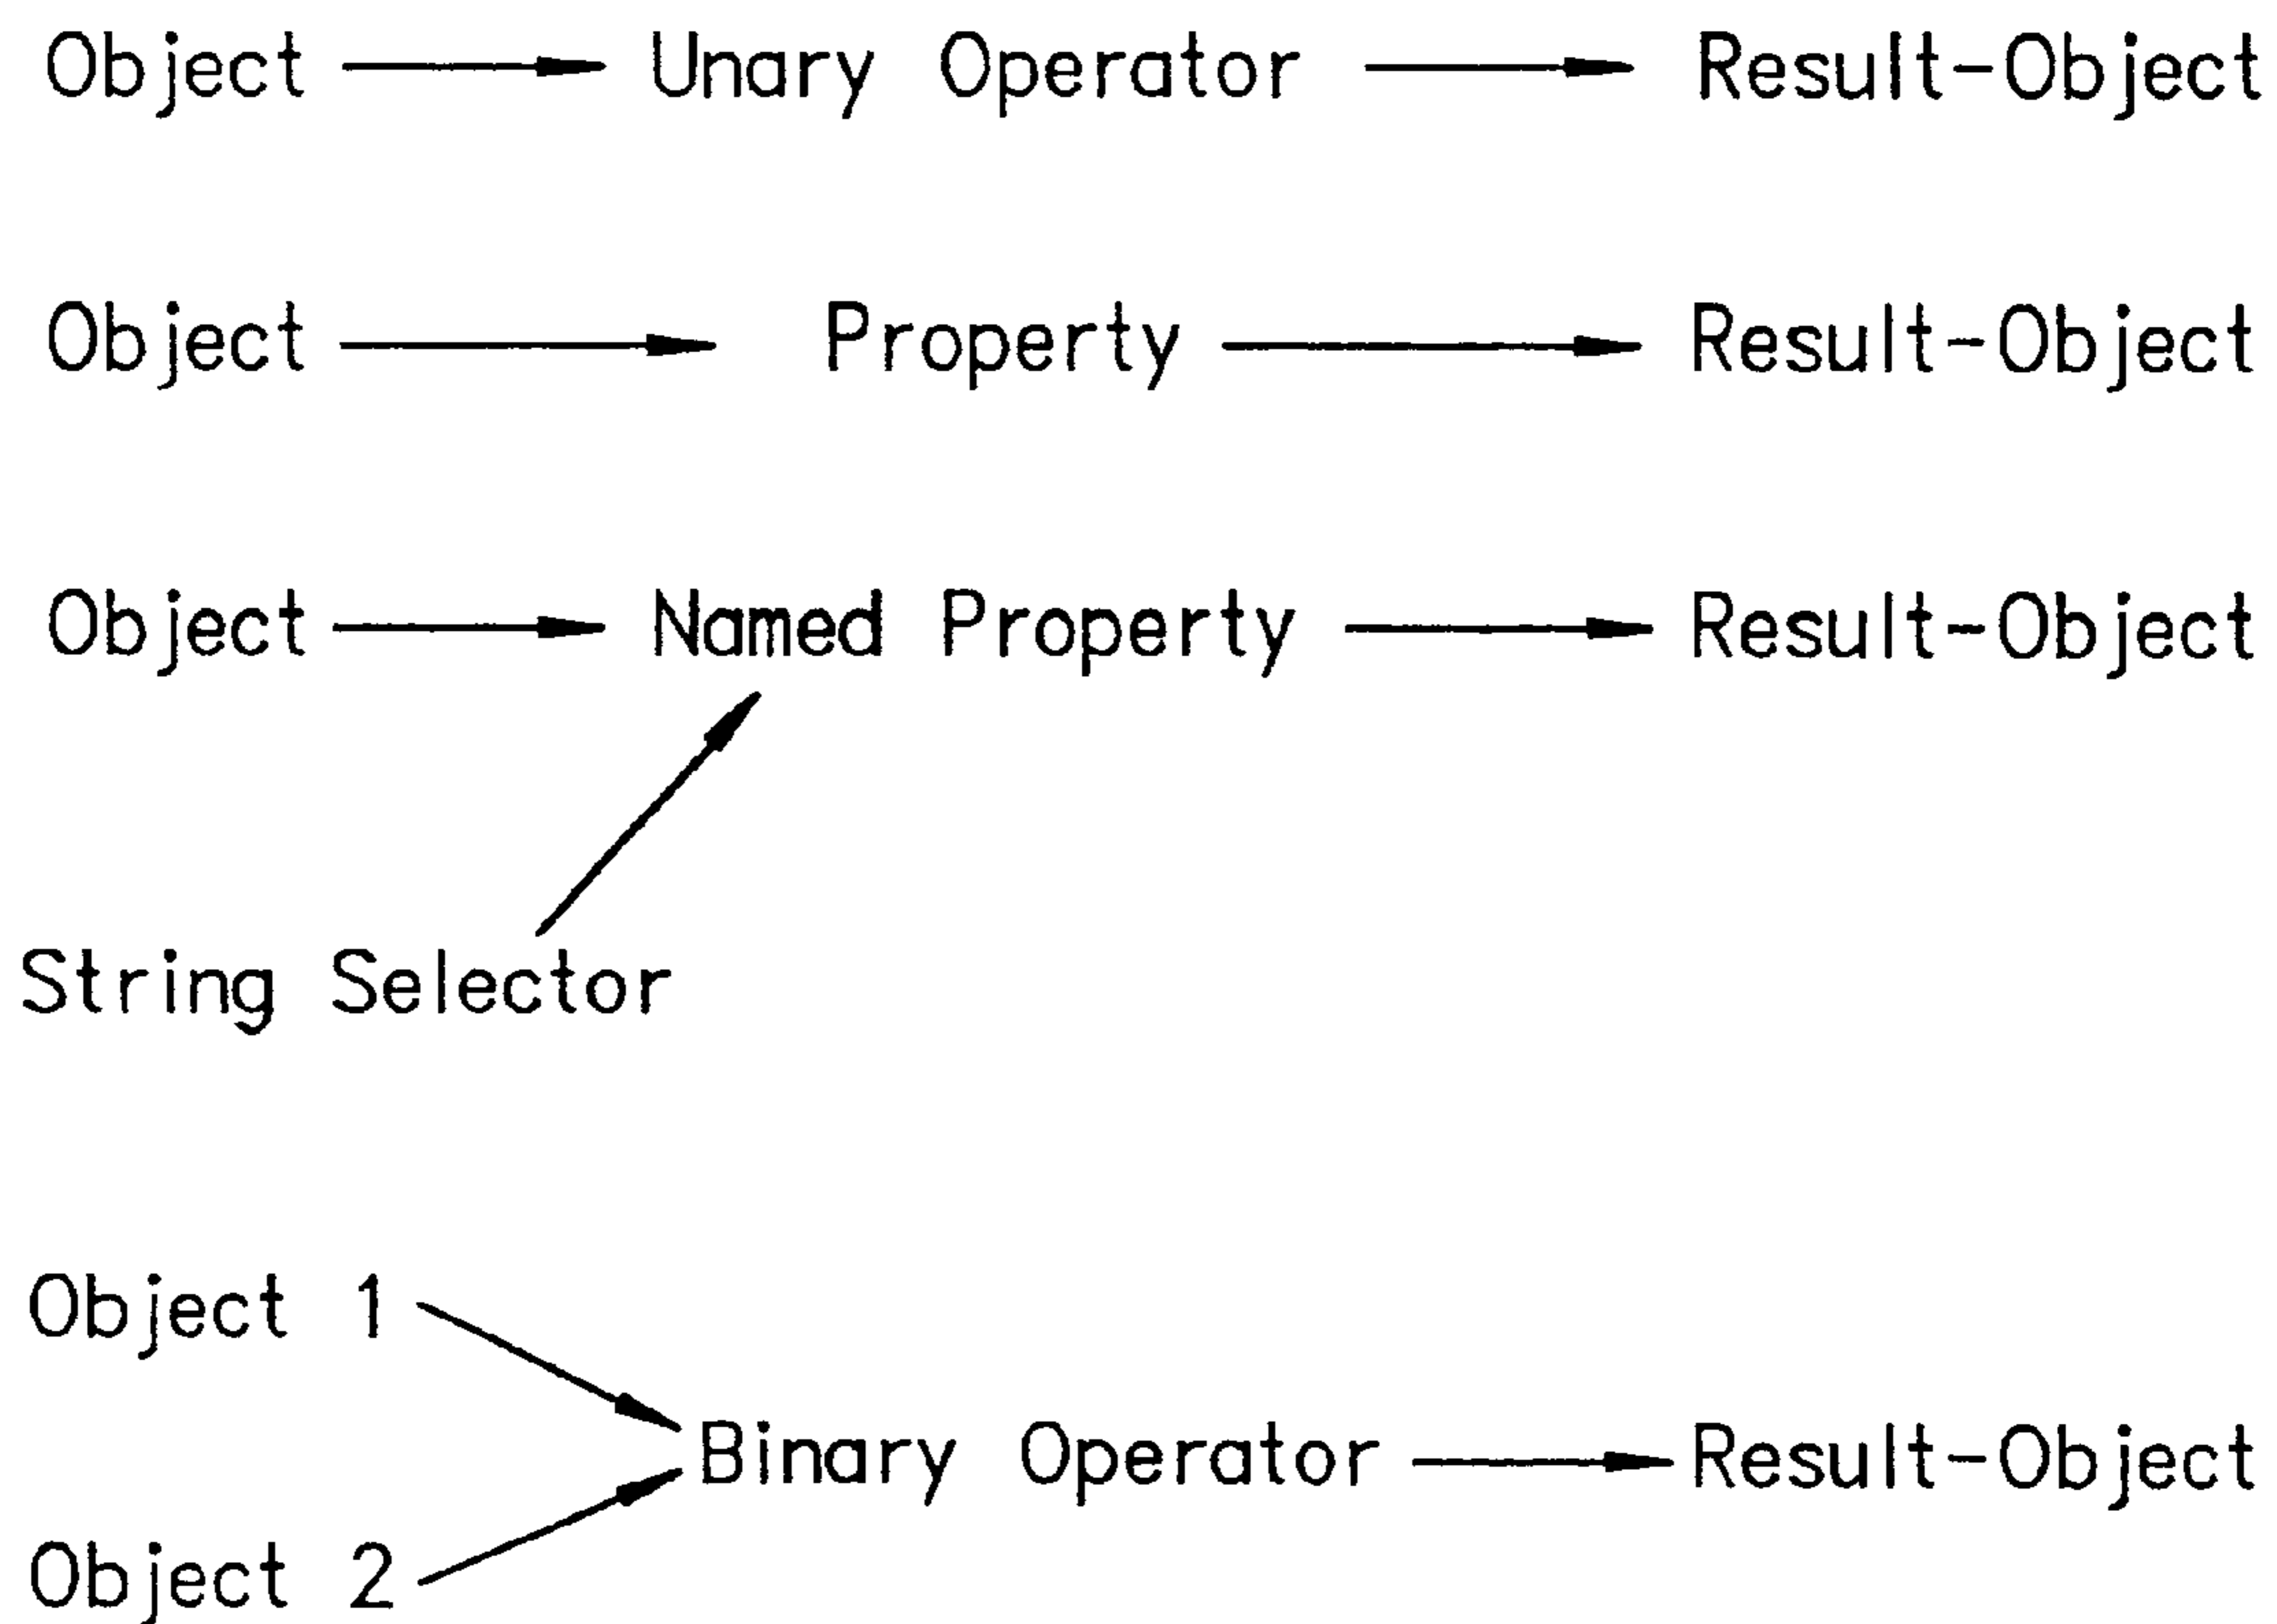 Object Unary Operator Result-Object
Object Property Result-Object
Object Named Property Result-Object
String Selector
Object 1
Binary Operator Result-Object
Object 2